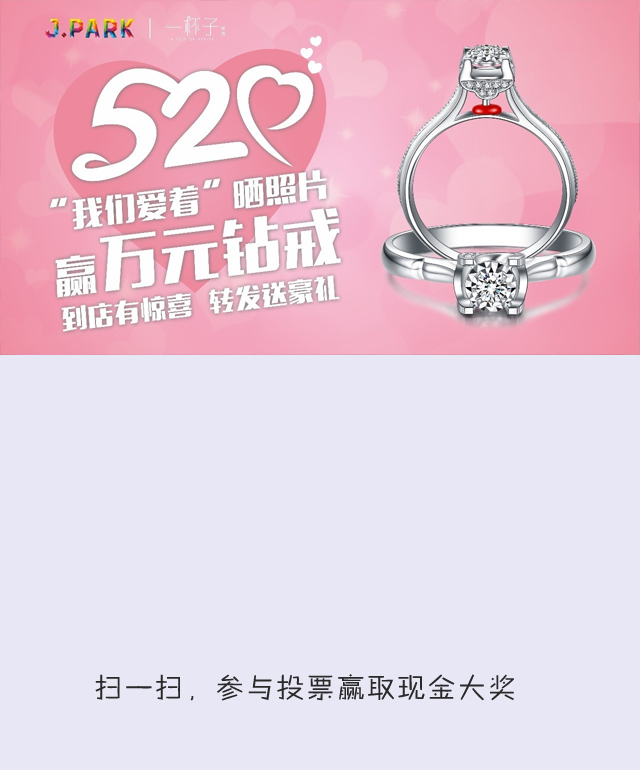 J.PARK | 一杯子
520
“我们爱着”晒照片
赢万元钻戒
到店有惊喜 转发送豪礼
扫一扫，参与投票赢取现金大奖